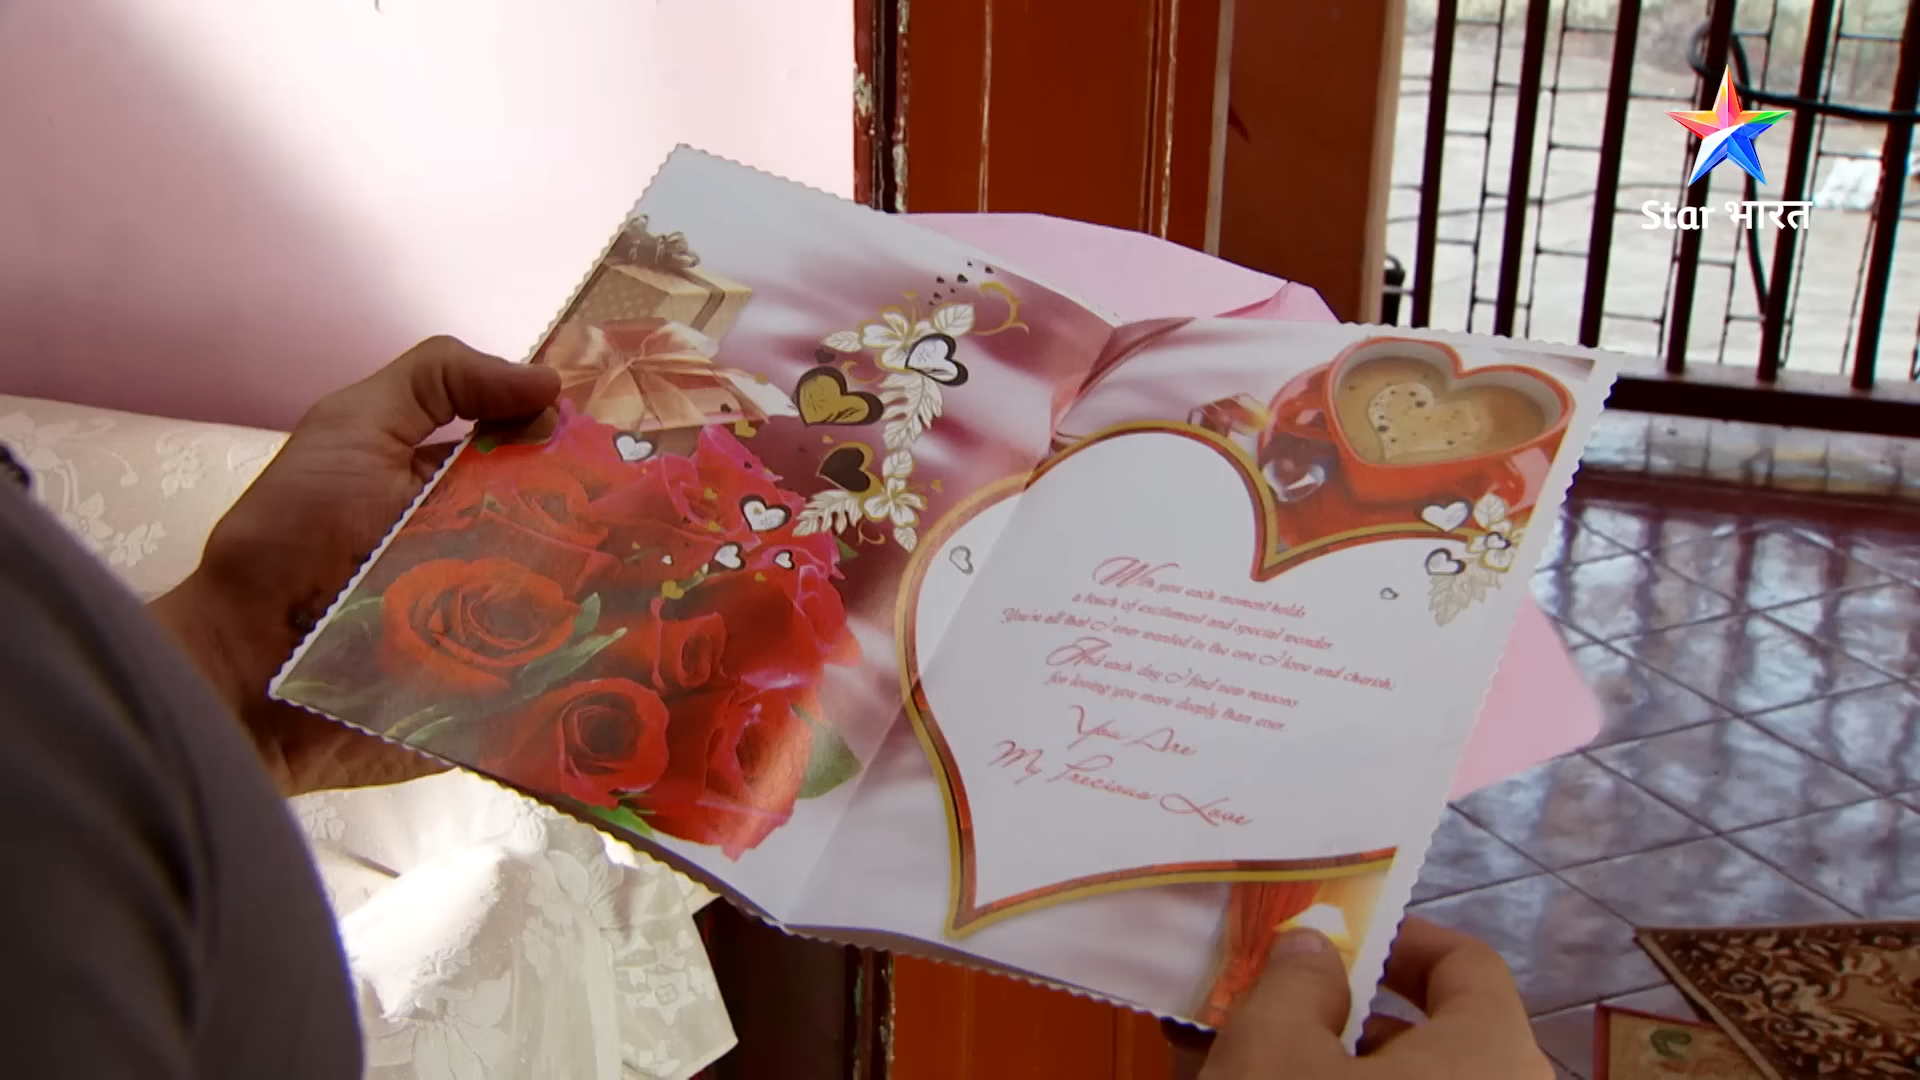 Star भारत
With you each moment holds
a touch of excitement and special wonder
You're all that I ever wanted in the one I love and cherish.
And each day I find new reasons
for loving you more deeply than ever.
You Are
My Precious Love